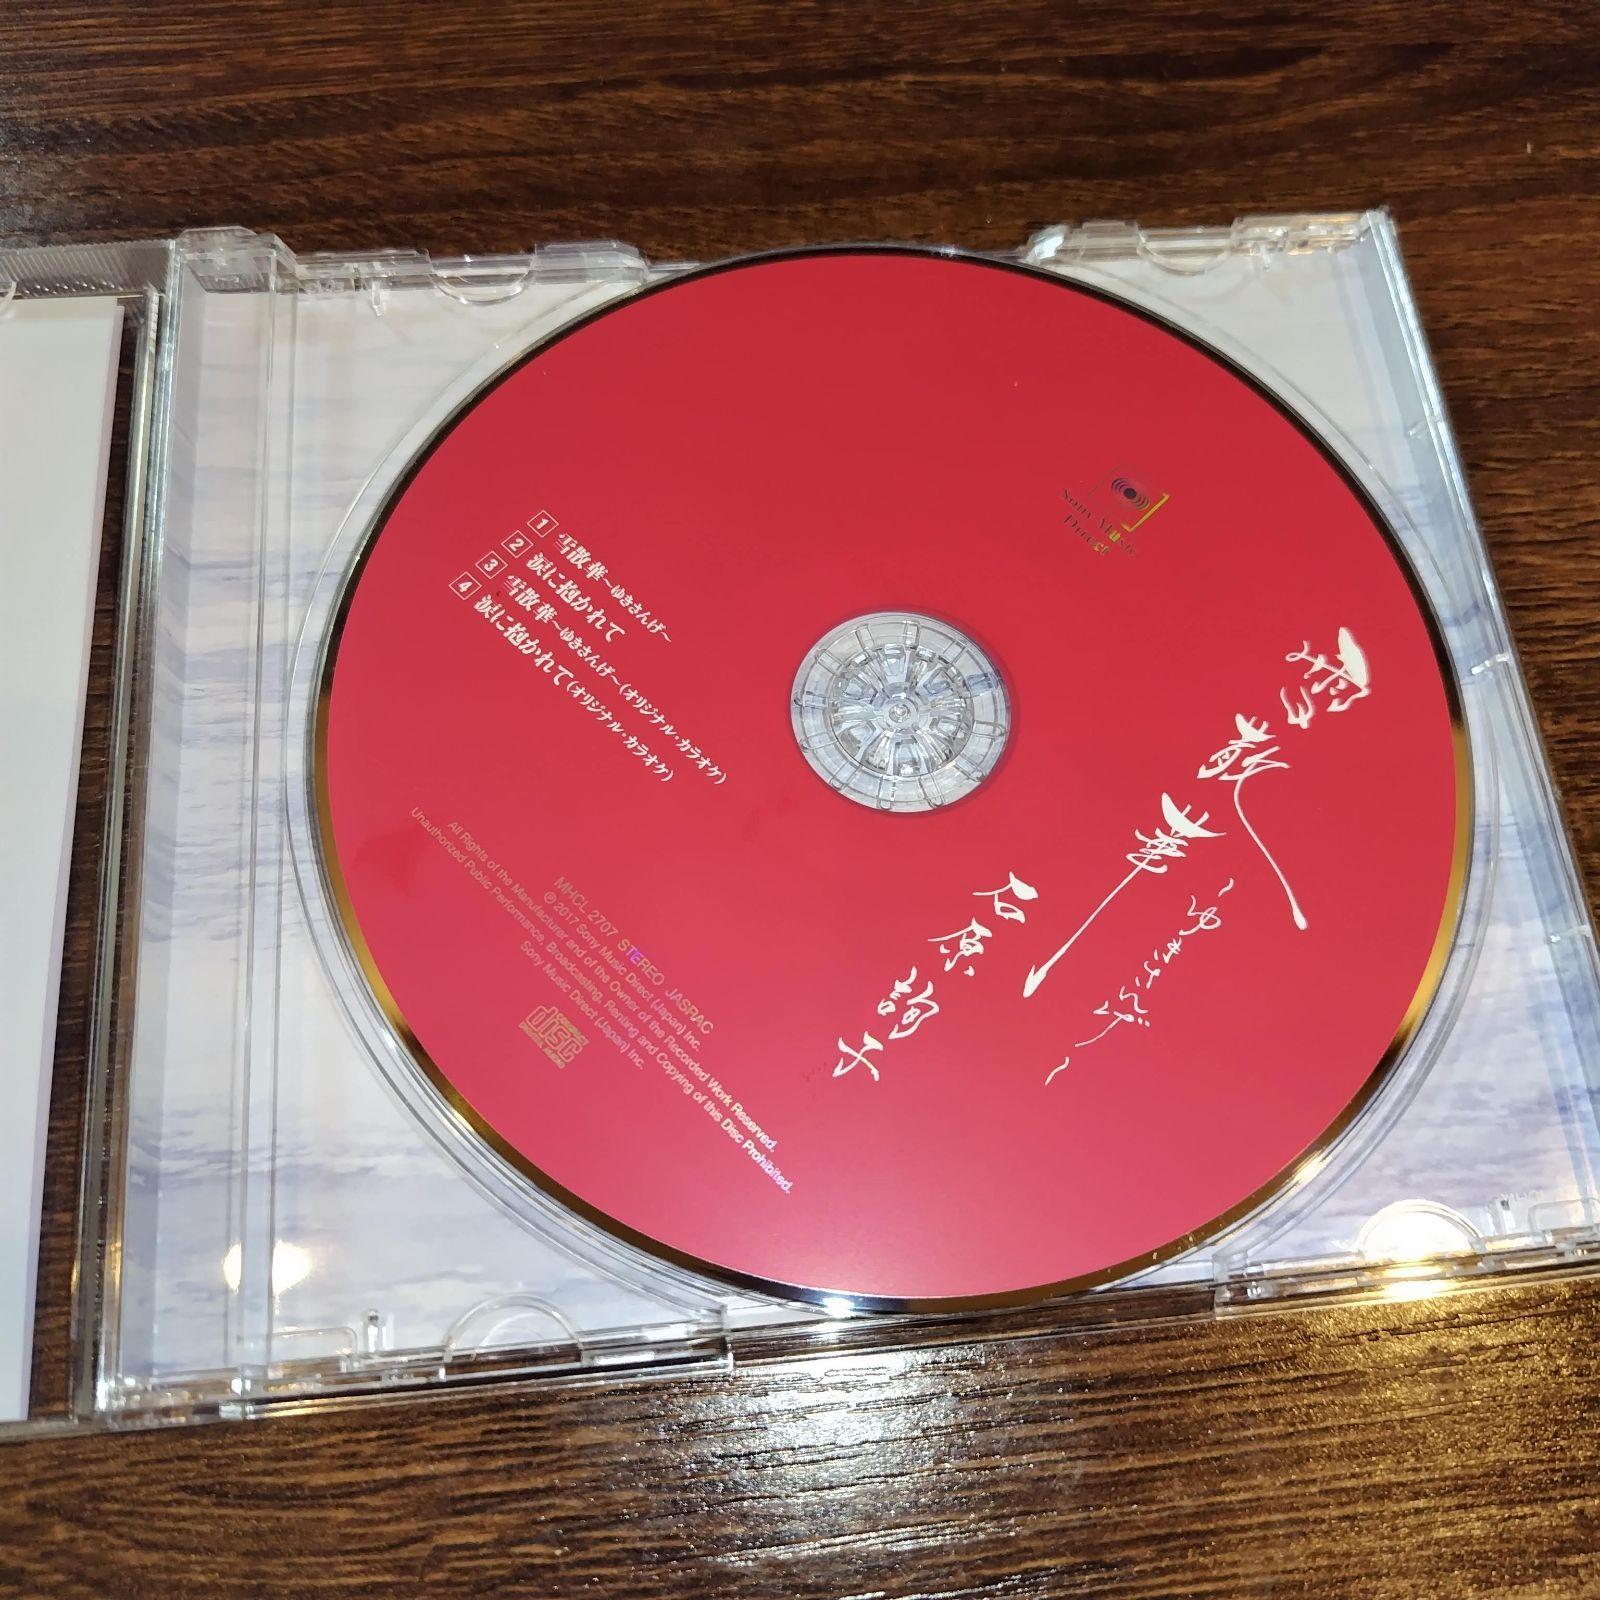 Sony Music
Direct
1 雪散華～ゆきさんげ～
2 涙に抱かれて
3 雪散華～ゆきさんげ～(オリジナル・カラオケ)
4 涙に抱かれて(オリジナル・カラオケ)
雪散華
～ゆきさんげ～
石原詢子
MHCL 2707 STEREO JASRAC
℗ 2017 Sony Music Direct (Japan) Inc.
All Rights of the Manufacturer and of the Owner of the Recorded Work Reserved.
Unauthorized Public Performance, Broadcasting, Renting and Copying of this Disc Prohibited.
Sony Music Direct (Japan) Inc.
COMPACT
disc
DIGITAL AUDIO
MHCL